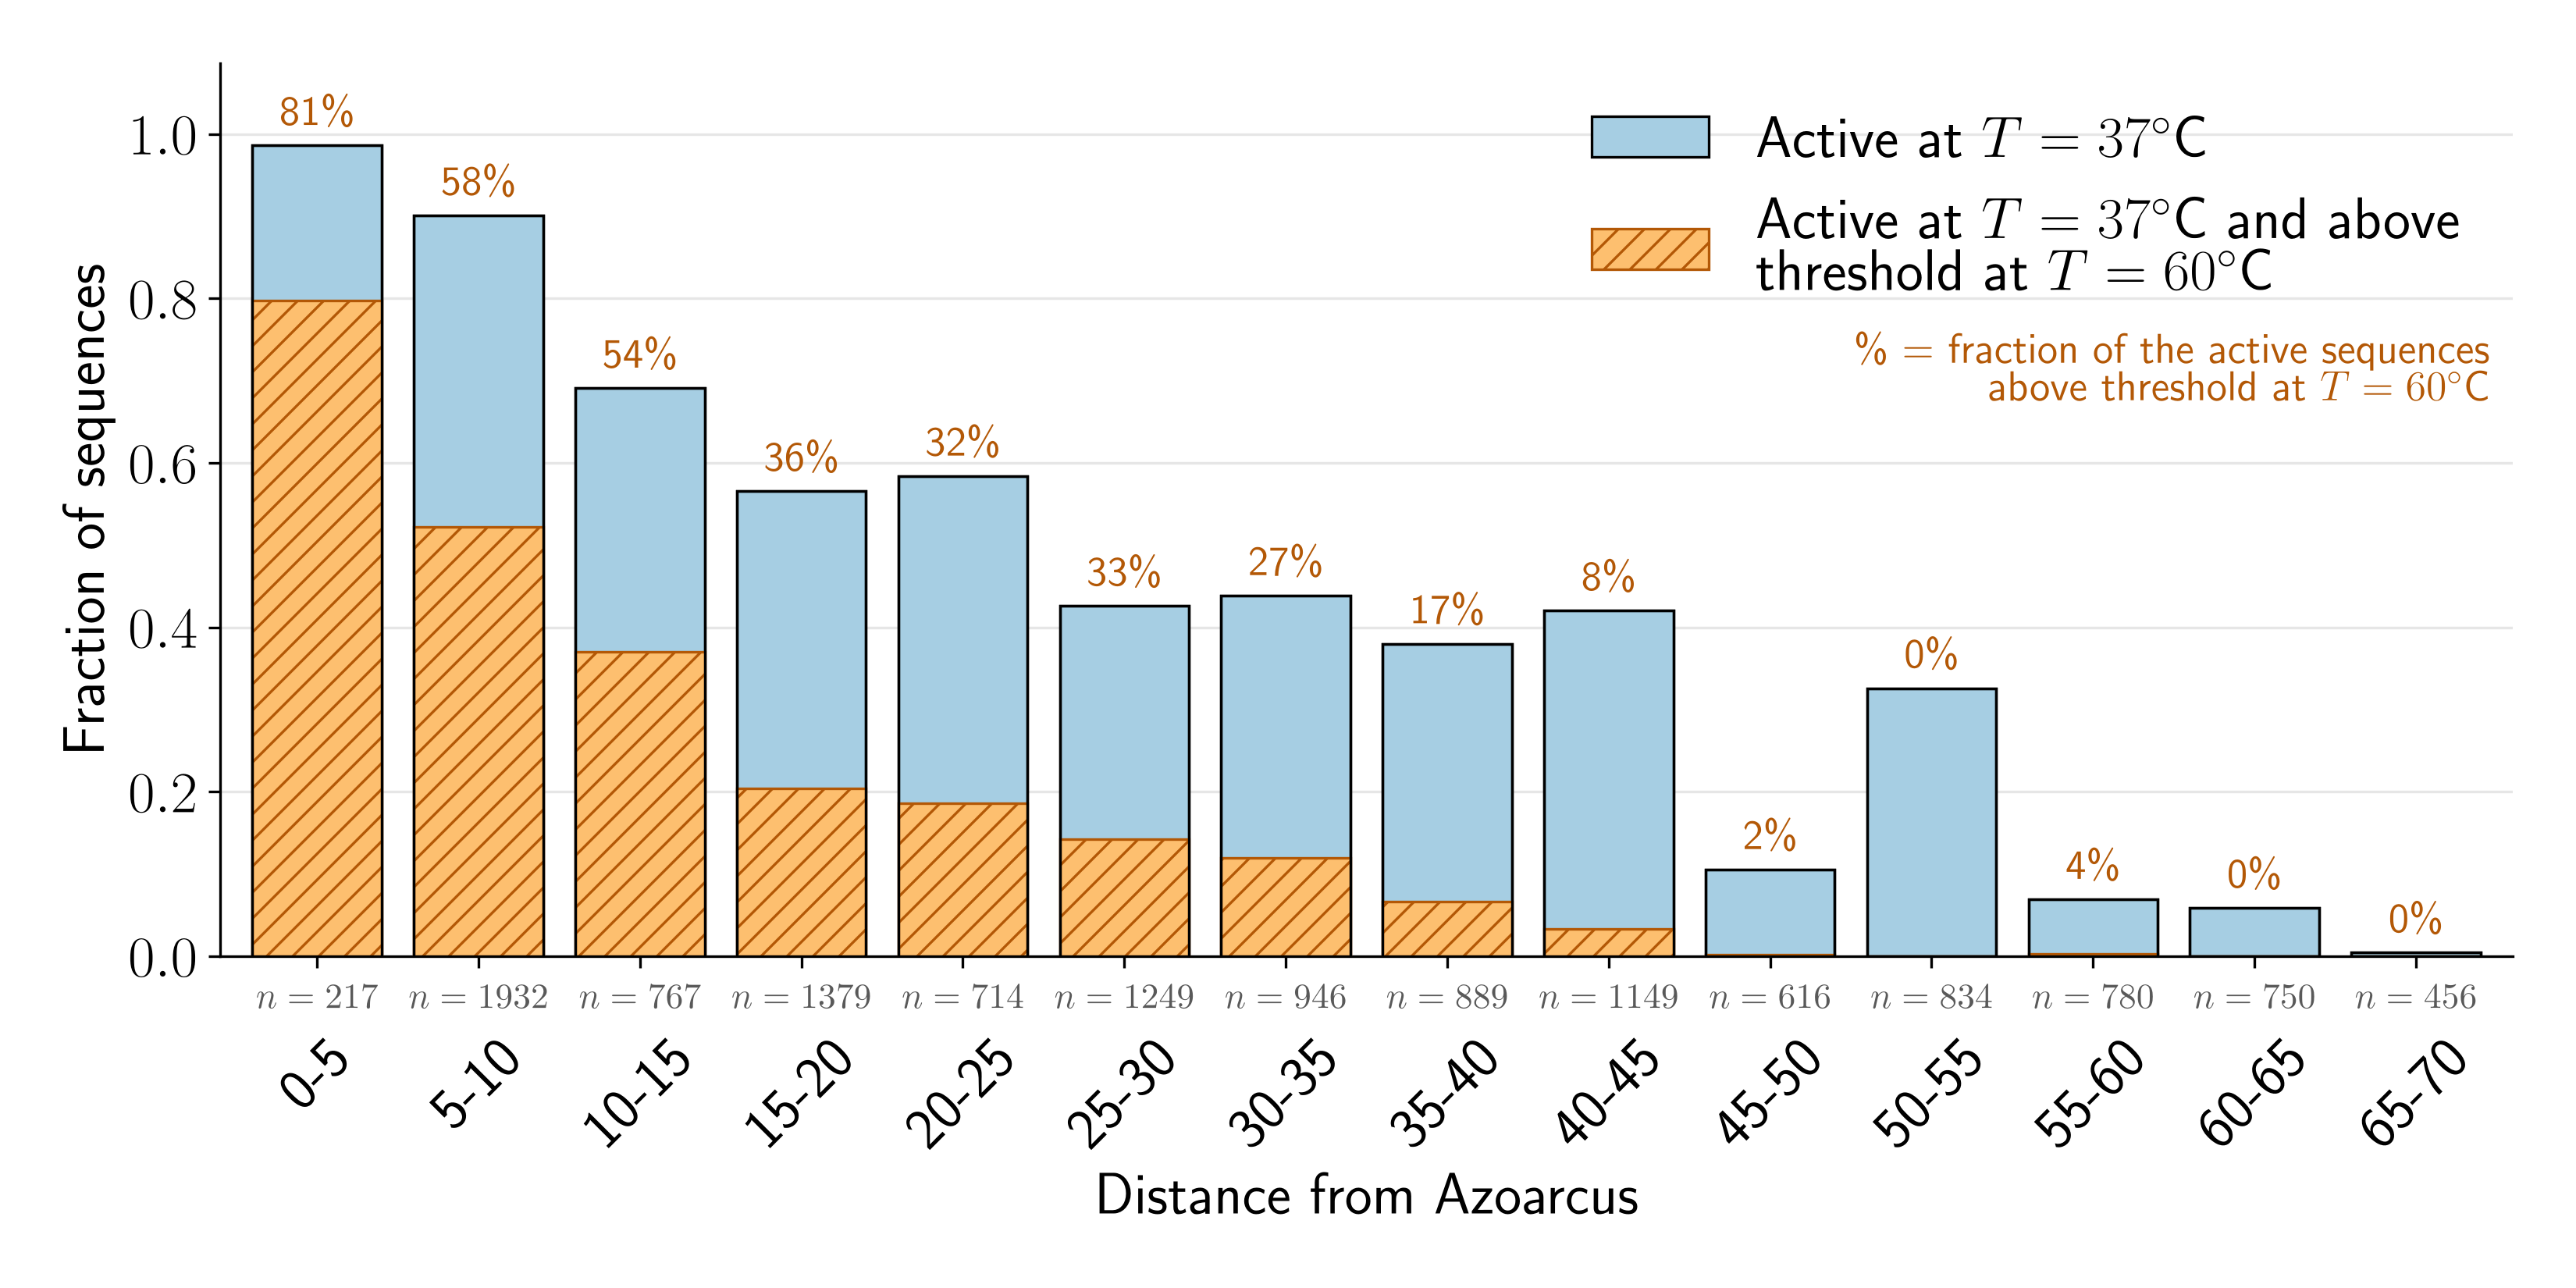 Fraction of sequences
1.0
0.8
0.6
0.4
0.2
0.0
81%
58%
54%
36%
32%
33%
27%
17%
8%
2%
0%
4%
0%
0%
Active at T = 37°C
Active at T = 37°C and above
threshold at T = 60°C
% = fraction of the active sequences
above threshold at T = 60°C
n = 217
n = 1932
n = 767
n = 1379
n = 714
n = 1249
n = 946
n = 889
n = 1149
n = 616
n = 834
n = 780
n = 750
n = 456
0-5
5-10
10-15
15-20
20-25
25-30
30-35
35-40
40-45
45-50
50-55
55-60
60-65
65-70
Distance from Azoarcus